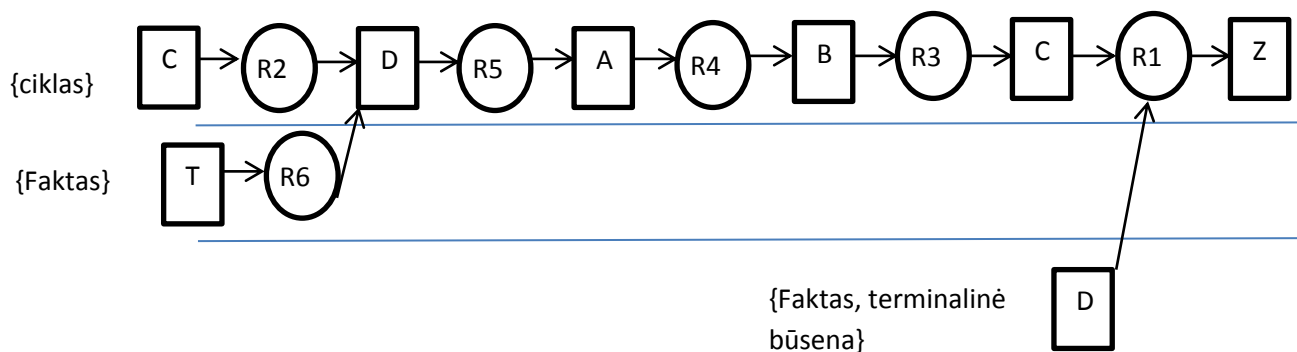 C R2 D R5 A R4 B R3 C R1 Z
{ciklas}
{Faktas} T R6
{Faktas, terminalinė D
būsena}